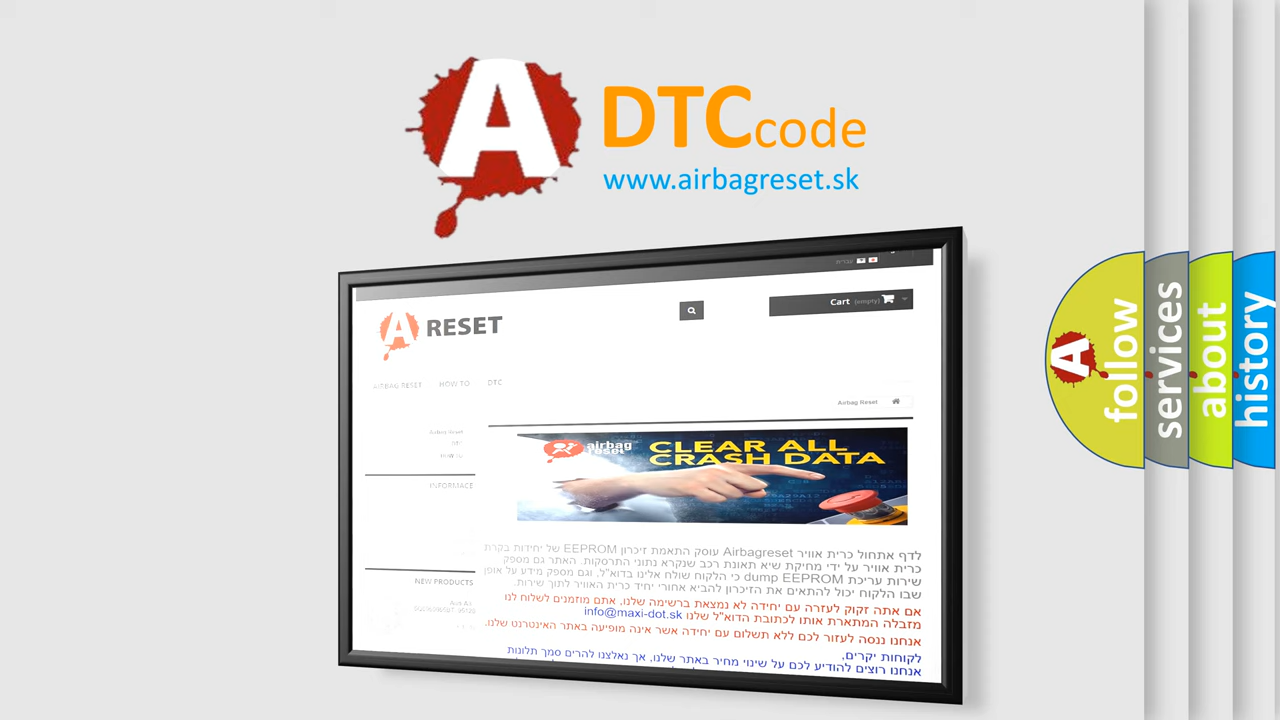 A
DTCcode
www.airbagreset.sk
עברית
Cart (empty)
A RESET
AIRBAG RESET HOW TO DTC
Airbag Reset
Airbag Reset
DTC
HOW TO
INFORMACE
airbag
reset
CLEAR ALL
CRASH DATA
לדף אתחול כרית אוויר Airbagreset עוסק התאמת זיכרון EEPROM של יחידות בקרת
כרית אוויר על ידי מחיקת שיא תאונת רכב שנקרא נתוני התרסקות. האתר גם מספק
שירות עריכת dump EEPROM כי הלקוח שולח אלינו בדוא"ל, וגם מספק מידע על אופן
שבו הלקוח יכול להתאים את הזיכרון להביא אחורי יחיד כרית האוויר לתוך שירות.
אם אתה זקוק לעזרה עם יחידה לא נמצאת ברשימה שלנו, אתם מוזמנים לשלוח לנו
מזבלה המתארת אותו לכתובת הדוא"ל שלנו info@maxi-dot.sk
אנחנו ננסה לעזור לכם ללא תשלום עם יחידה אשר אינה מופיעה באתר האינטרנט שלנו.
לקוחות יקרים,
אנחנו רוצים להודיע לכם על שינוי מחיר באתר שלנו, אך נאלצנו להרים סמך תלונות
NEW PRODUCTS
A
follow
services
about
history